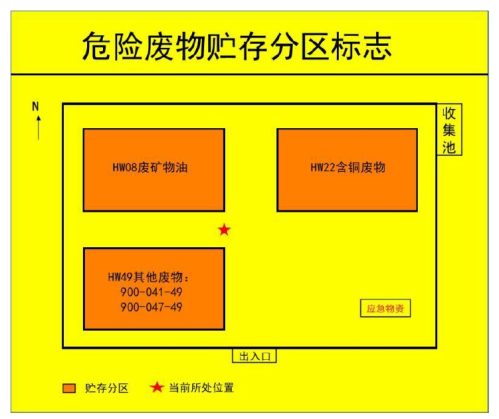 危险废物贮存分区标志
N
收集池
HW08废矿物油
HW22含铜废物
HW49其他废物：
900-041-49
900-047-49
应急物资
出入口
贮存分区
当前所处位置